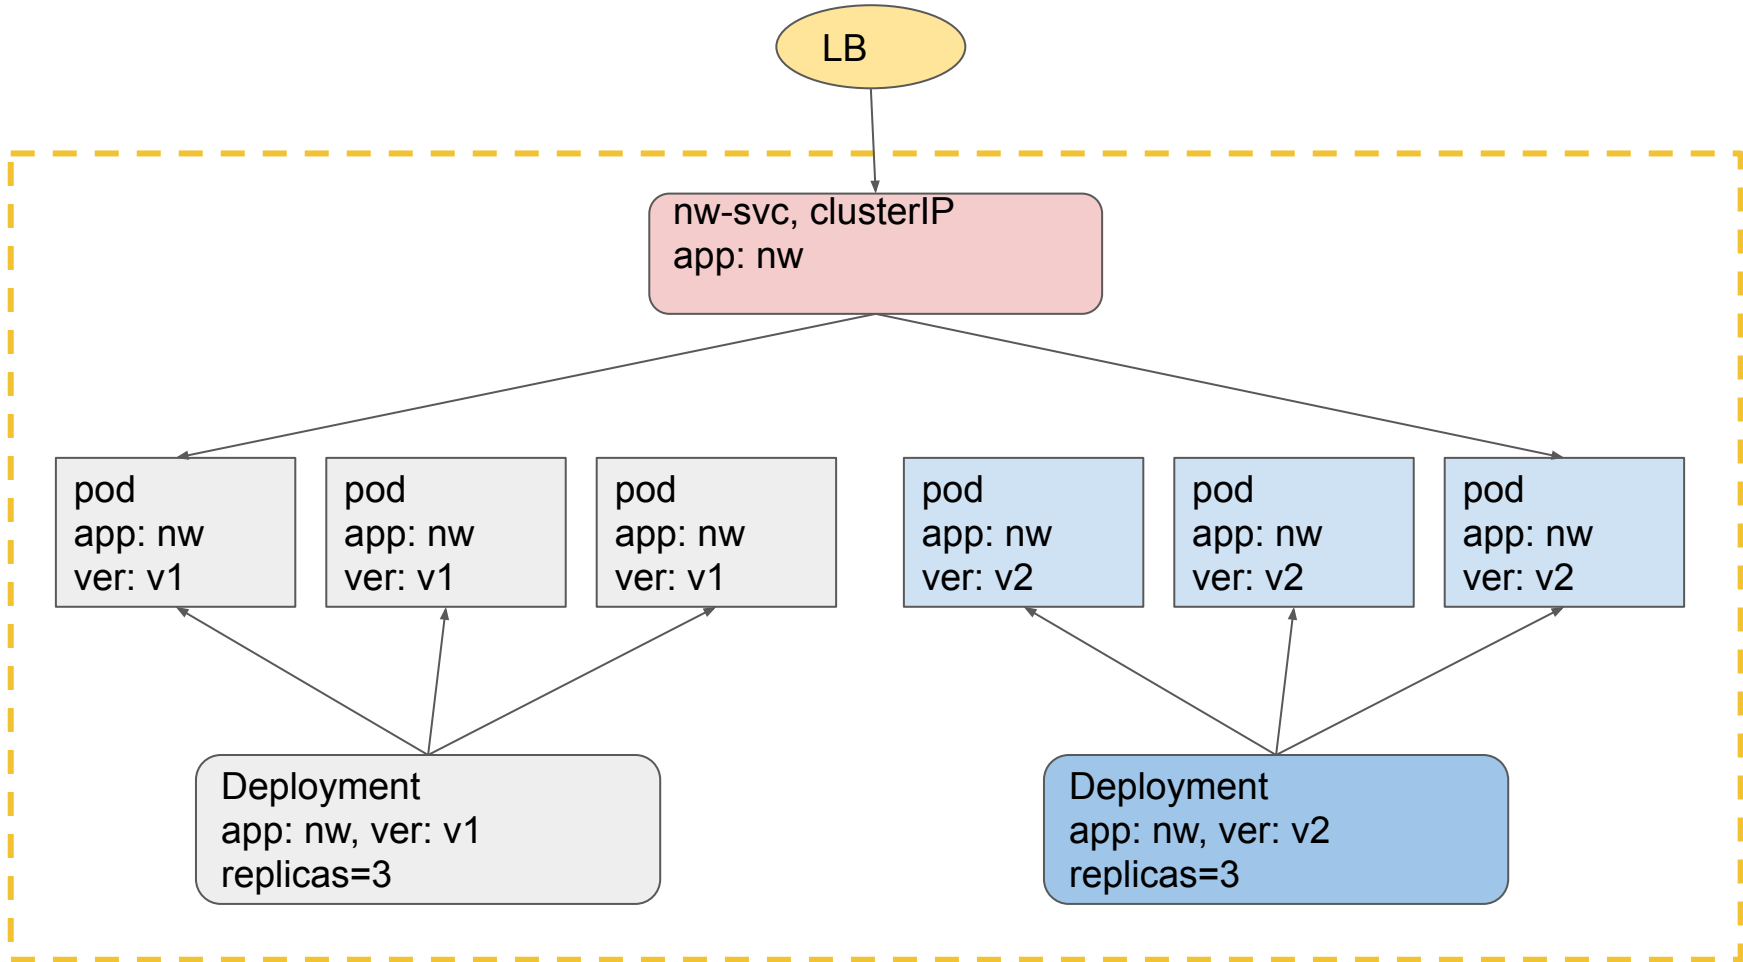 LB
nw-svc, clusterIP
app: nw
pod
app: nw
ver: v1
pod
app: nw
ver: v1
pod
app: nw
ver: v1
pod
app: nw
ver: v2
pod
app: nw
ver: v2
pod
app: nw
ver: v2
Deployment
app: nw, ver: v1
replicas=3
Deployment
app: nw, ver: v2
replicas=3